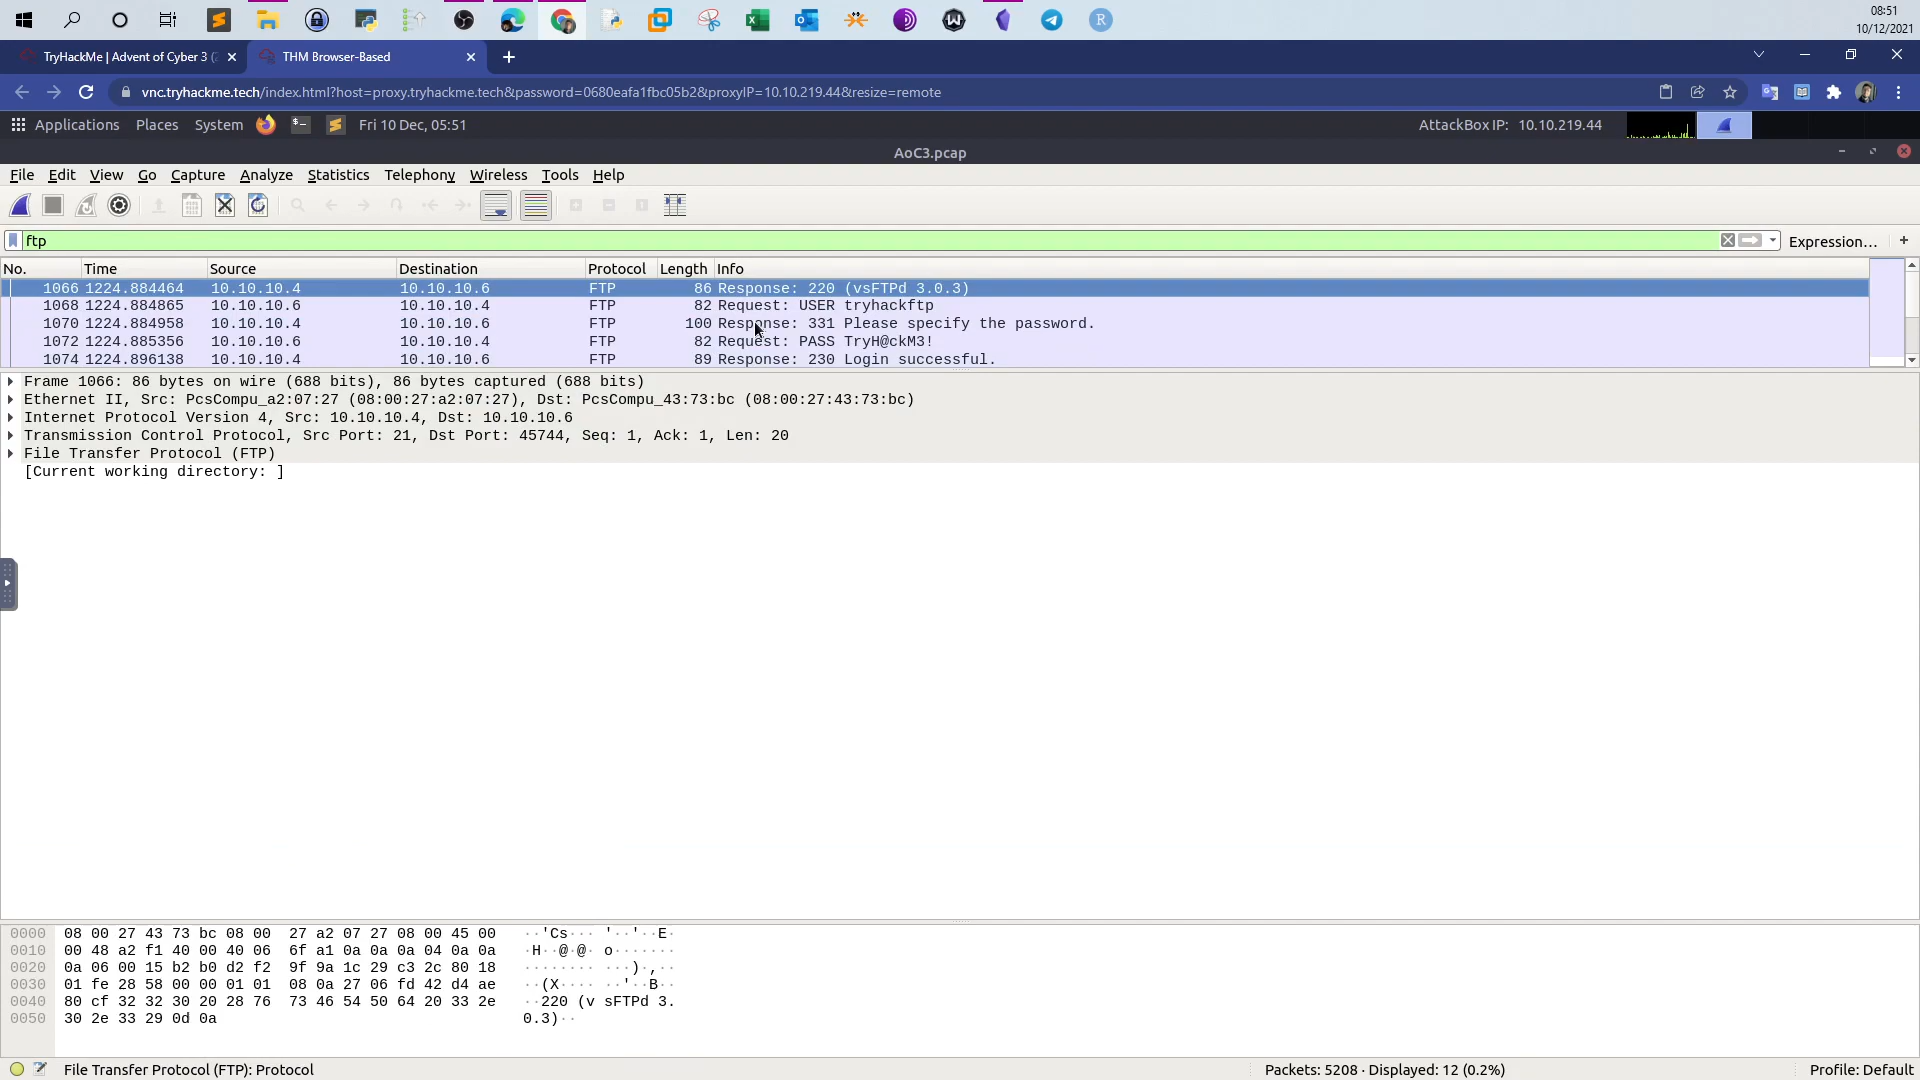 08:51
10/12/2021
TryHackMe | Advent of Cyber 3 (
THM Browser-Based
vnc.tryhackme.tech/index.html?host=proxy.tryhackme.tech&password=0680eafa1fbc05b2&proxyIP=10.10.219.44&resize=remote
Applications Places System Fri 10 Dec, 05:51 AttackBox IP: 10.10.219.44
AoC3.pcap
File Edit View Go Capture Analyze Statistics Telephony Wireless Tools Help
ftp Expression… +
No. Time Source Destination Protocol Length Info
1066 1224.884464 10.10.10.4 10.10.10.6 FTP 86 Response: 220 (vsFTPd 3.0.3)
1068 1224.884865 10.10.10.6 10.10.10.4 FTP 82 Request: USER tryhackftp
1070 1224.884958 10.10.10.4 10.10.10.6 FTP 100 Response: 331 Please specify the password.
1072 1224.885356 10.10.10.6 10.10.10.4 FTP 82 Request: PASS TryH@ckM3!
1074 1224.896138 10.10.10.4 10.10.10.6 FTP 89 Response: 230 Login successful.
Frame 1066: 86 bytes on wire (688 bits), 86 bytes captured (688 bits)
Ethernet II, Src: PcsCompu_a2:07:27 (08:00:27:a2:07:27), Dst: PcsCompu_43:73:bc (08:00:27:43:73:bc)
Internet Protocol Version 4, Src: 10.10.10.4, Dst: 10.10.10.6
Transmission Control Protocol, Src Port: 21, Dst Port: 45744, Seq: 1, Ack: 1, Len: 20
File Transfer Protocol (FTP)
[Current working directory: ]
0000 08 00 27 43 73 bc 08 00 27 a2 07 27 08 00 45 00 ··'Cs··· '··'··E·
0010 00 48 a2 f1 40 00 40 06 6f a1 0a 0a 0a 04 0a 0a ·H··@·@· o·······
0020 0a 06 00 15 b2 b0 d2 f2 9f 9a 1c 29 c3 2c 80 18 ········ ···)·,··
0030 01 fe 28 58 00 00 01 01 08 0a 27 06 fd 42 d4 ae ··(X···· ··'··B··
0040 80 cf 32 32 30 20 28 76 73 46 54 50 64 20 33 2e ··220 (v sFTPd 3.
0050 30 2e 33 29 0d 0a 0.3)··
File Transfer Protocol (FTP): Protocol Packets: 5208 · Displayed: 12 (0.2%) Profile: Default